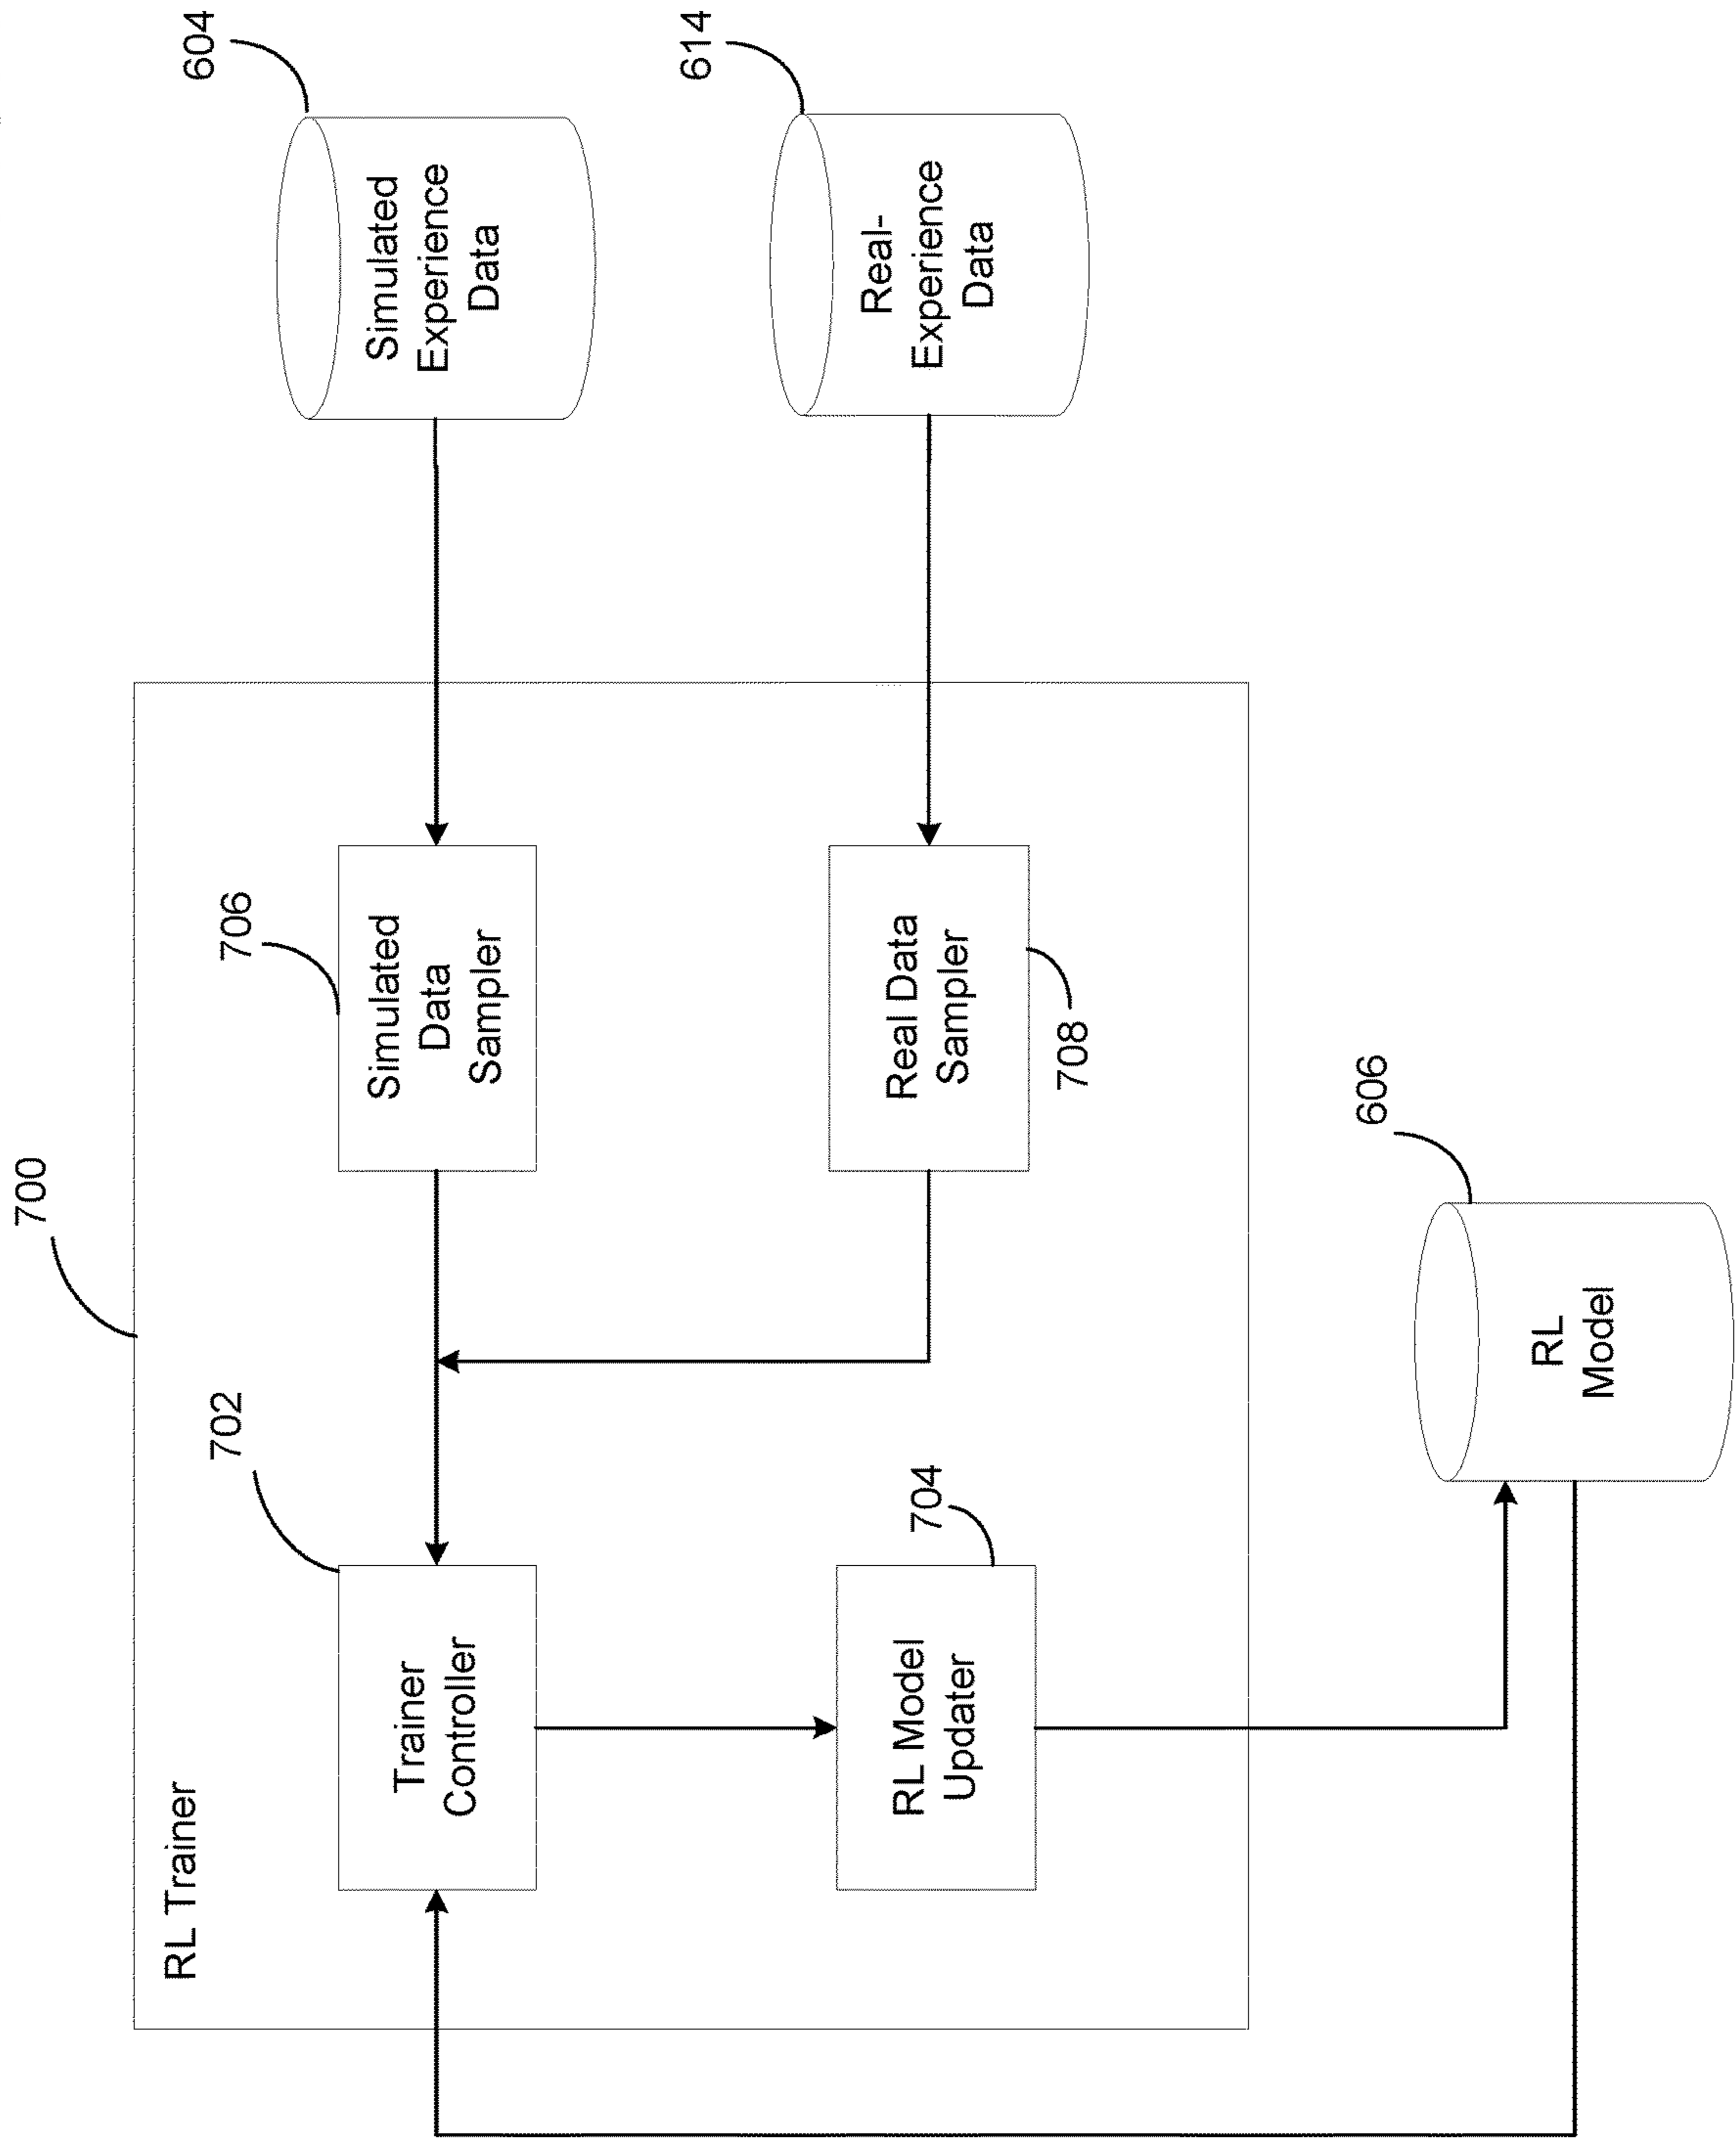 700
RL Trainer
702
Trainer
Controller
706
Simulated
Data
Sampler
604
Simulated
Experience
Data
704
RL Model
Updater
Real Data
Sampler
708
614
Real-
Experience
Data
606
RL
Model